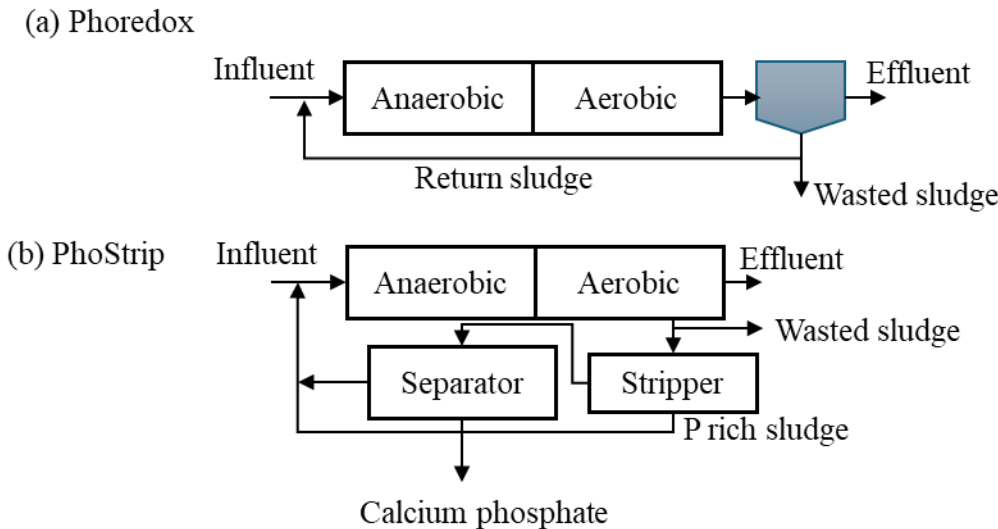 (a) Phoredox
Influent
Anaerobic
Aerobic
Effluent
Return sludge
Wasted sludge
(b) PhoStrip
Influent
Anaerobic
Aerobic
Effluent
Wasted sludge
Separator
Stripper
P rich sludge
Calcium phosphate